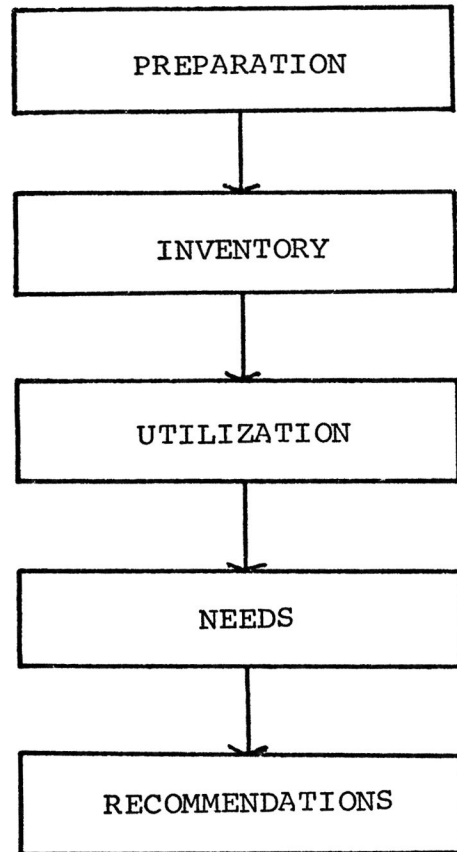 PREPARATION
INVENTORY
UTILIZATION
NEEDS
RECOMMENDATIONS